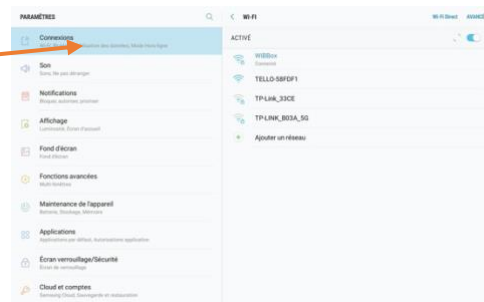 PARAMÈTRES
Connexions
Son
Sons, Ne pas déranger
Notifications
Bloquer, autoriser, prioriser
Affichage
Luminosité, Écran d'accueil
Fond d'écran
Fond d'écran
Fonctions avancées
Multi-fenêtres
Maintenance de l'appareil
Batterie, Stockage, Mémoire
Applications
Applications par défaut, Autorisations application
Écran verrouillage/Sécurité
Écran de verrouillage
Cloud et comptes
Samsung Cloud, Sauvegarde et restauration
WI-FI
Wi-Fi Direct AVANCÉ
ACTIVÉ
WIBBox
Connecté
TELLO-58FDF1
TP-Link_33CE
TP-LINK_B03A_5G
Ajouter un réseau